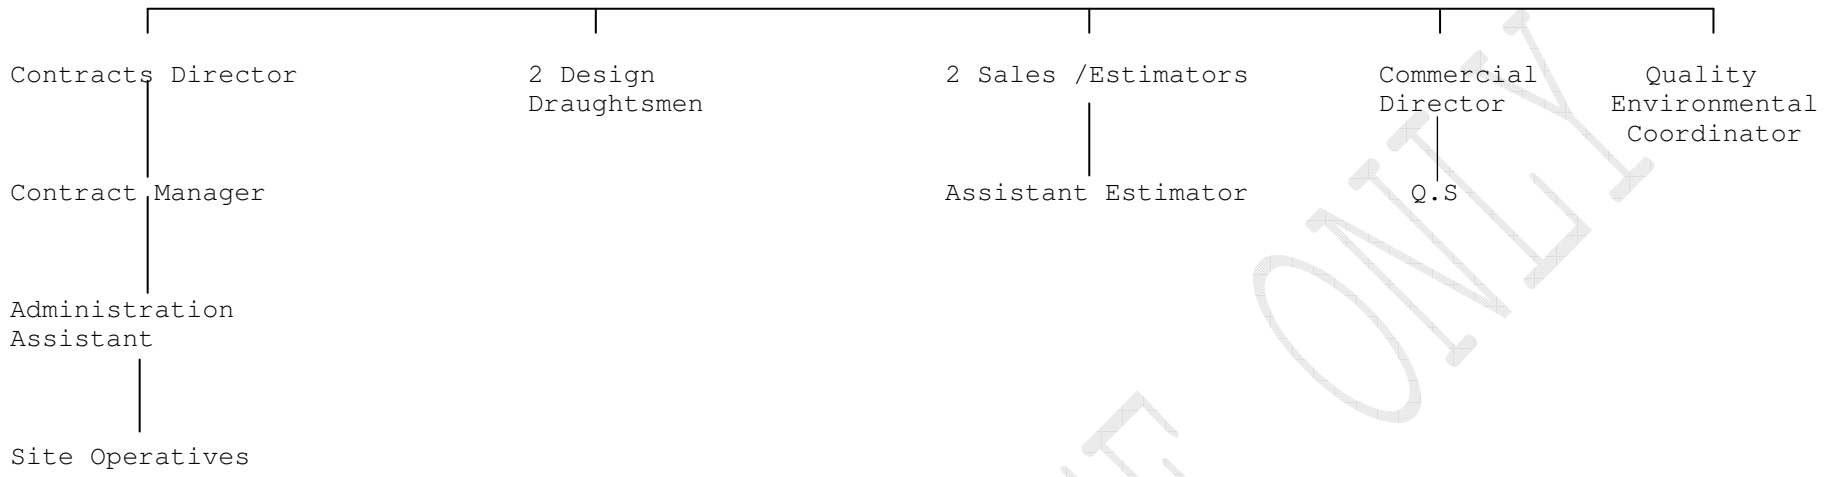 Contracts Director
2 Design
Draughtsmen
2 Sales /Estimators
Commercial
Director
Quality
Environmental
Coordinator
Contract Manager
Assistant Estimator
Q.S
Administration
Assistant
Site Operatives
ONLY